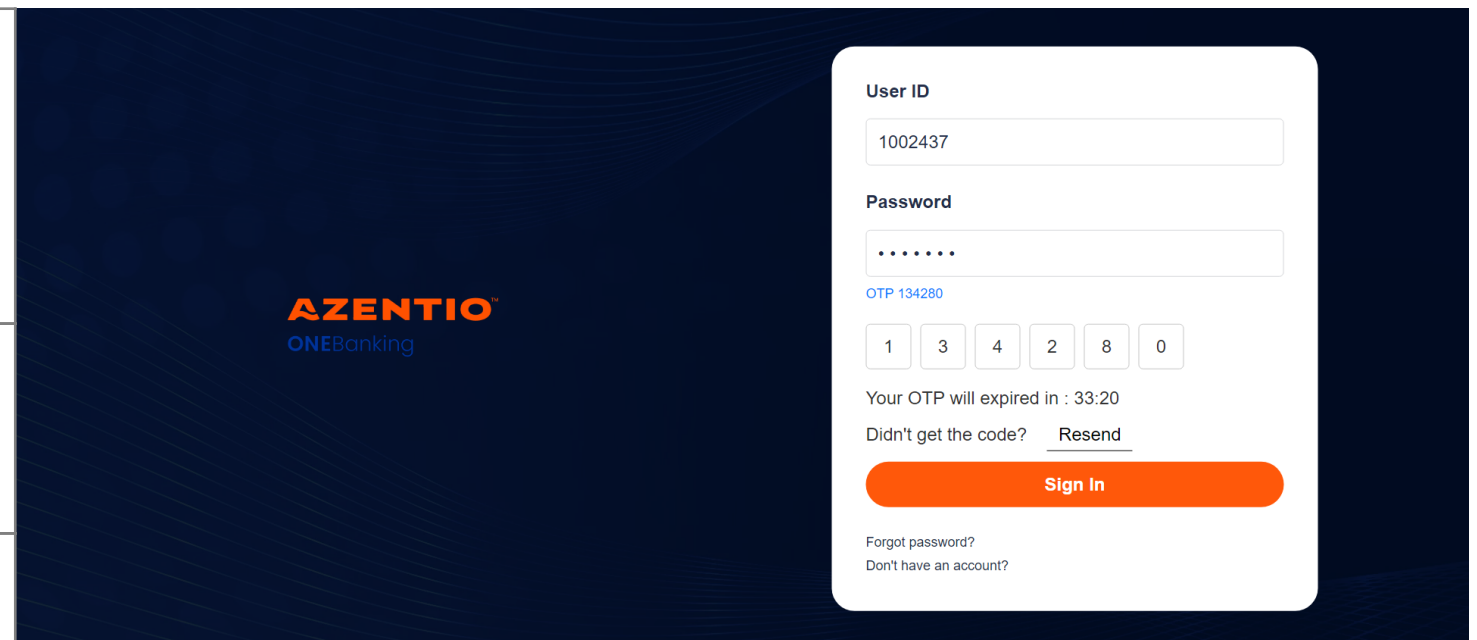 User ID
1002437
Password
•••••••
OTP 134280
1 3 4 2 8 0
Your OTP will expired in : 33:20
Didn't get the code? Resend
Sign In
Forgot password?
Don't have an account?
AZENTIO™
ONEBanking